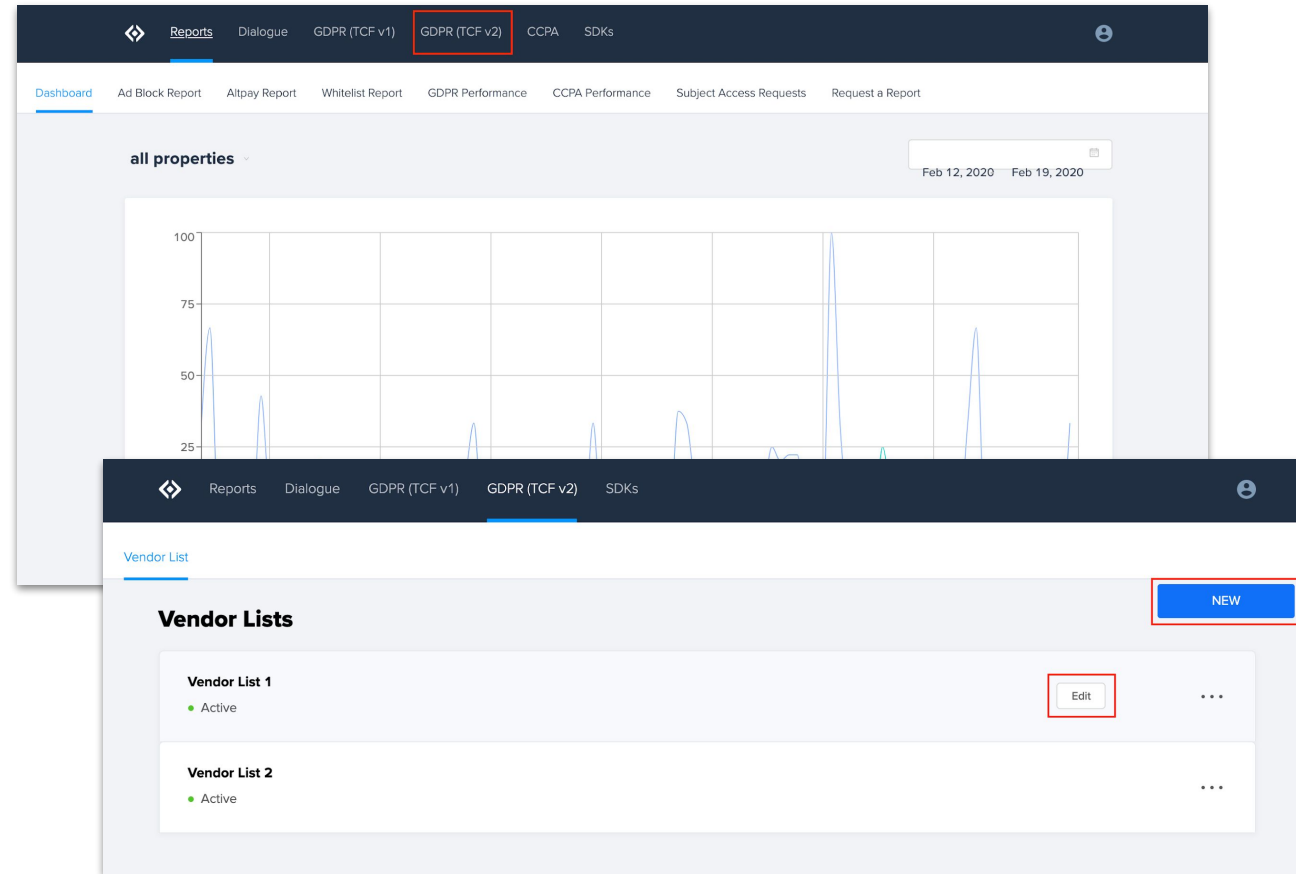 Reports Dialogue GDPR (TCF v1) GDPR (TCF v2) CCPA SDKs
Dashboard Ad Block Report Altpay Report Whitelist Report GDPR Performance CCPA Performance Subject Access Requests Request a Report
all properties
Feb 12, 2020 Feb 19, 2020
100
75
50
25
Reports Dialogue GDPR (TCF v1) GDPR (TCF v2) SDKs
Vendor List
NEW
Vendor Lists
Vendor List 1
Edit
Active
Vendor List 2
Active